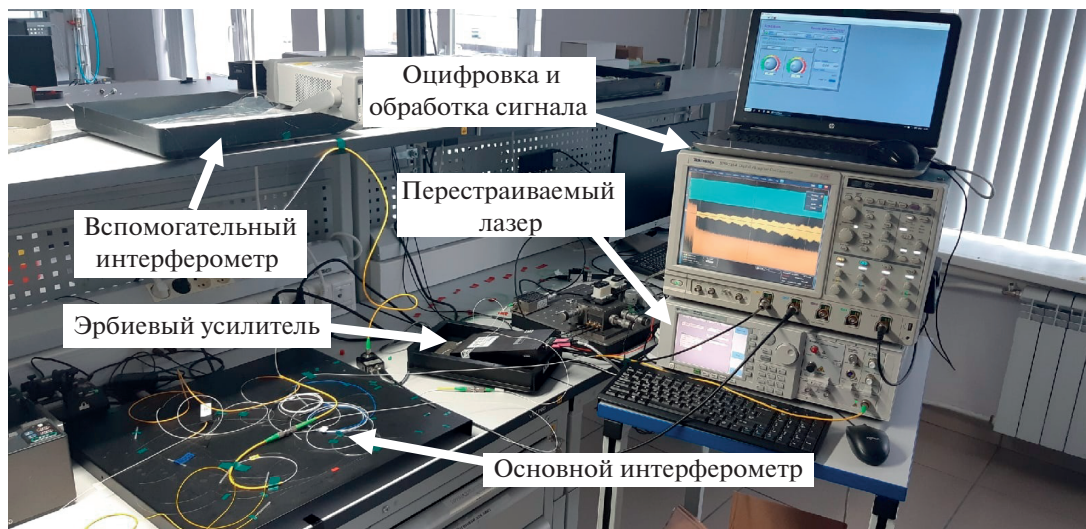 Оцифровка и
обработка сигнала
Перестраиваемый
лазер
Вспомогательный
интерферометр
Эрбиевый усилитель
Основной интерферометр